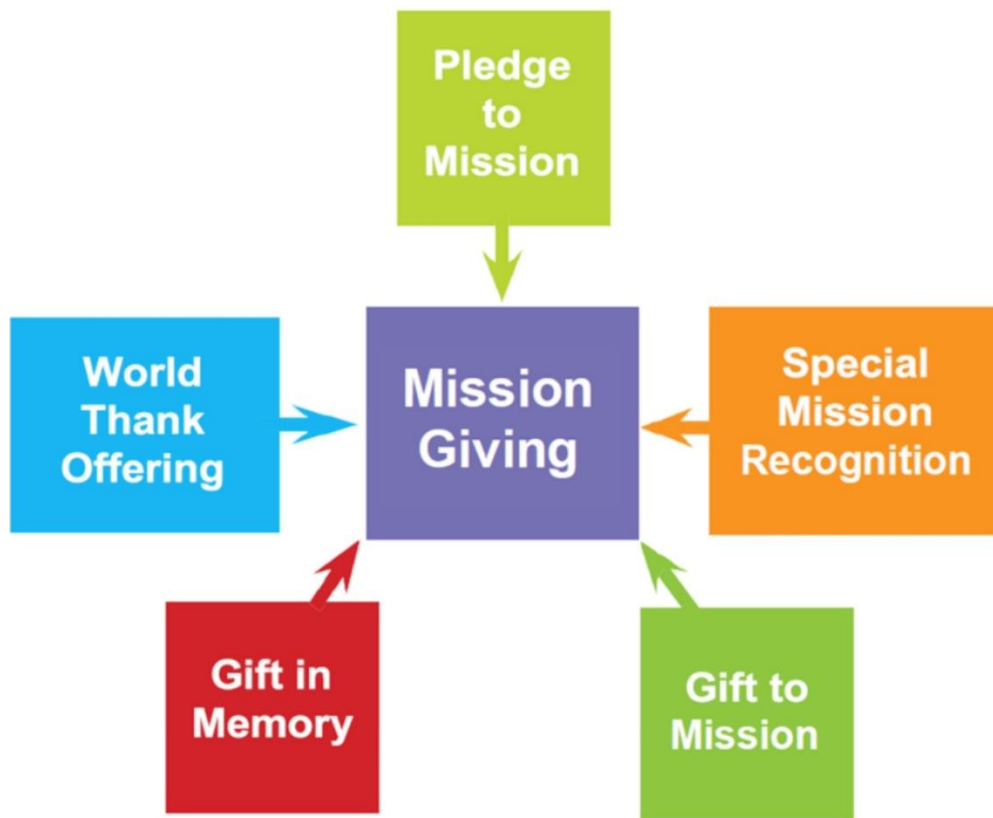 Pledge
to
Mission
World
Thank
Offering
Mission
Giving
Special
Mission
Recognition
Gift in
Memory
Gift to
Mission